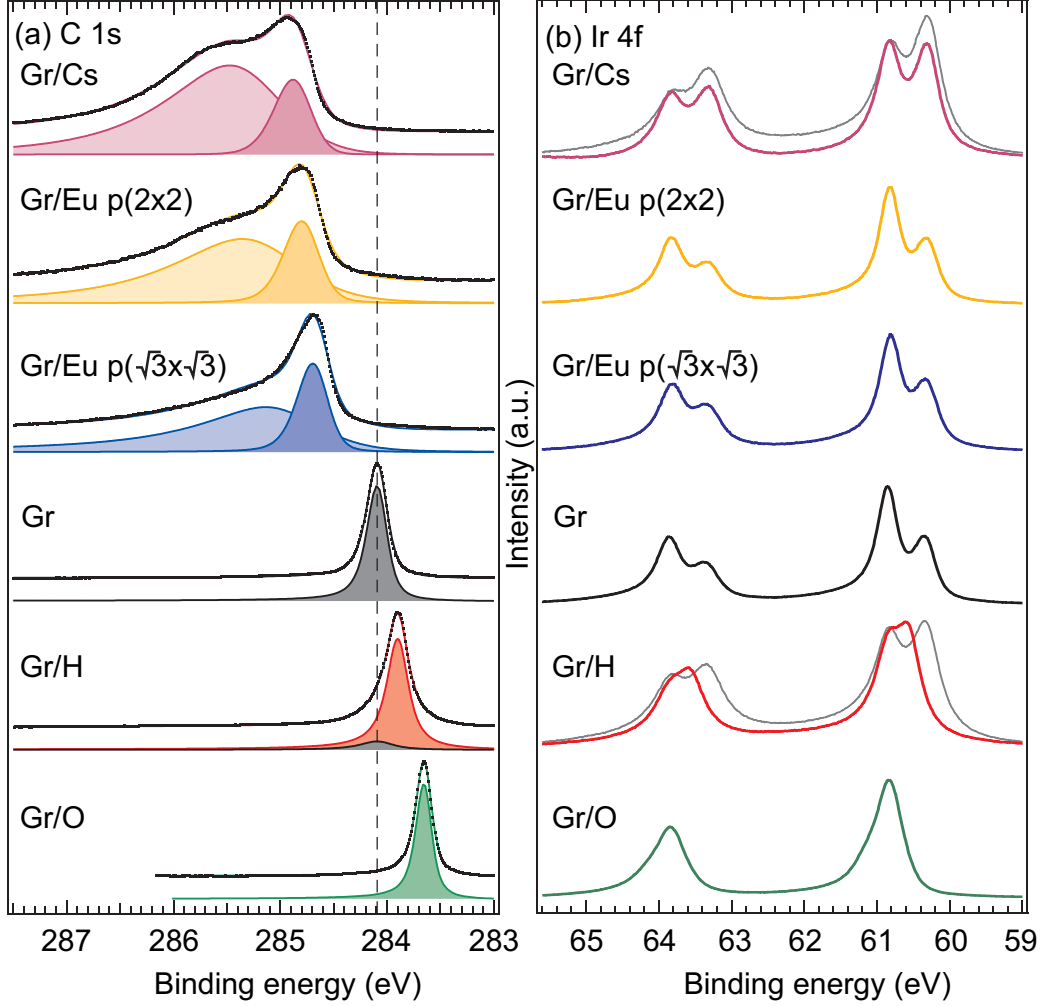 (a) C 1s
Gr/Cs
Gr/Eu p(2x2)
Gr/Eu p(√3x√3)
Gr
Gr/H
Gr/O
287 286 285 284 283
Binding energy (eV)
Intensity (a.u.)
(b) Ir 4f
Gr/Cs
Gr/Eu p(2x2)
Gr/Eu p(√3x√3)
Gr
Gr/H
Gr/O
65 64 63 62 61 60 59
Binding energy (eV)